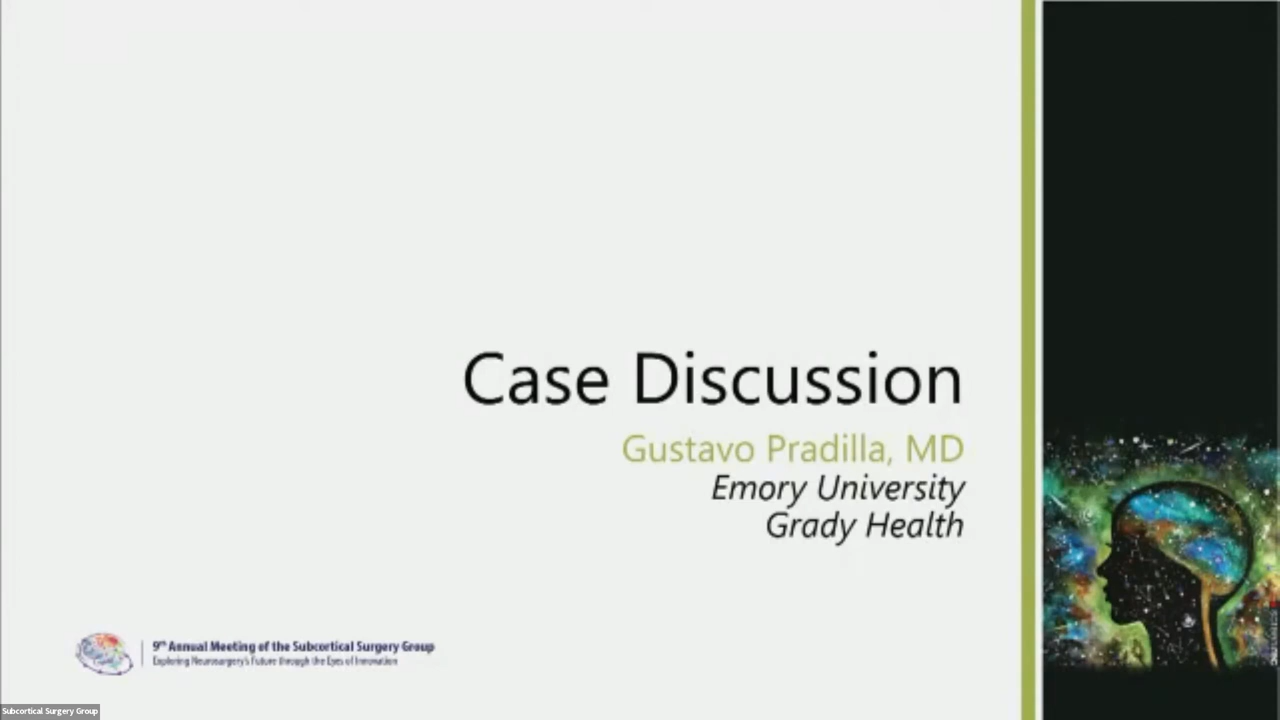 Case Discussion
Gustavo Pradilla, MD
Emory University
Grady Health
9th Annual Meeting of the Subcortical Surgery Group
Exploring Neurosurgery's Future through the Eyes of Innovation
Subcortical Surgery Group